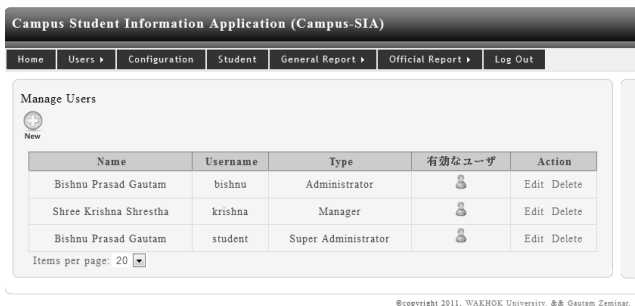 Campus Student Information Application (Campus-SIA)
Home Users Configuration Student General Report Official Report Log Out
Manage Users
New
Name Username Type 有効なユーザ Action
Bishnu Prasad Gautam bishnu Administrator Edit Delete
Shree Krishna Shrestha krishna Manager Edit Delete
Bishnu Prasad Gautam student Super Administrator Edit Delete
Items per page: 20
©copyright 2011, WAKHOK University, && Gautam Zeminar.